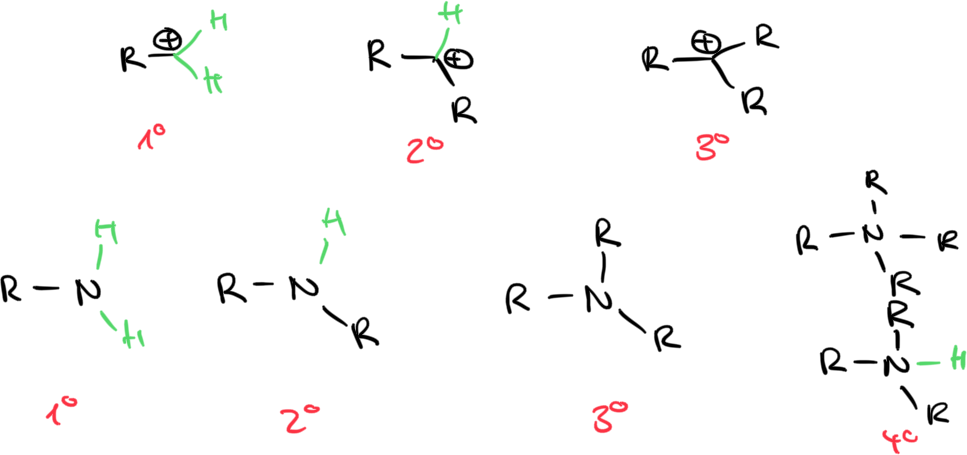 R ⊕ H H
R H ⊕ R
R ⊕ R R
1° 2° 3°
R – N H H
R – N H R
R – N R R
R – N – R R R
R – N – H R R
1° 2° 3° 4°